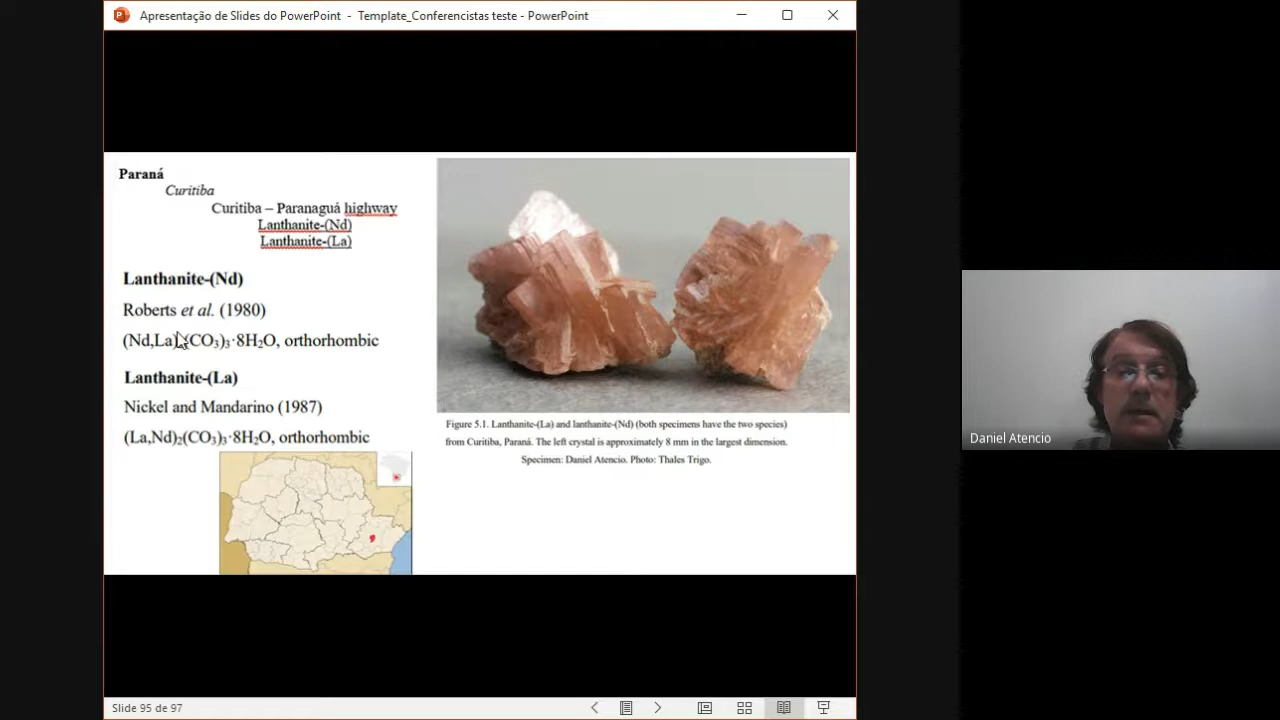 Apresentação de Slides do PowerPoint - Template_Conferencistas teste - PowerPoint
Paraná
Curitiba
Curitiba – Paranaguá highway
Lanthanite-(Nd)
Lanthanite-(La)
Lanthanite-(Nd)
Roberts et al. (1980)
(Nd,La) (CO₃)₃·8H₂O, orthorhombic
Lanthanite-(La)
Nickel and Mandarino (1987)
(La,Nd)₂(CO₃)₃·8H₂O, orthorhombic
Figure 5.1. Lanthanite-(La) and lanthanite-(Nd) (both specimens have the two species)
from Curitiba, Paraná. The left crystal is approximately 8 mm in the largest dimension.
Specimen: Daniel Atencio. Photo: Thales Trigo.
Daniel Atencio
Slide 95 de 97